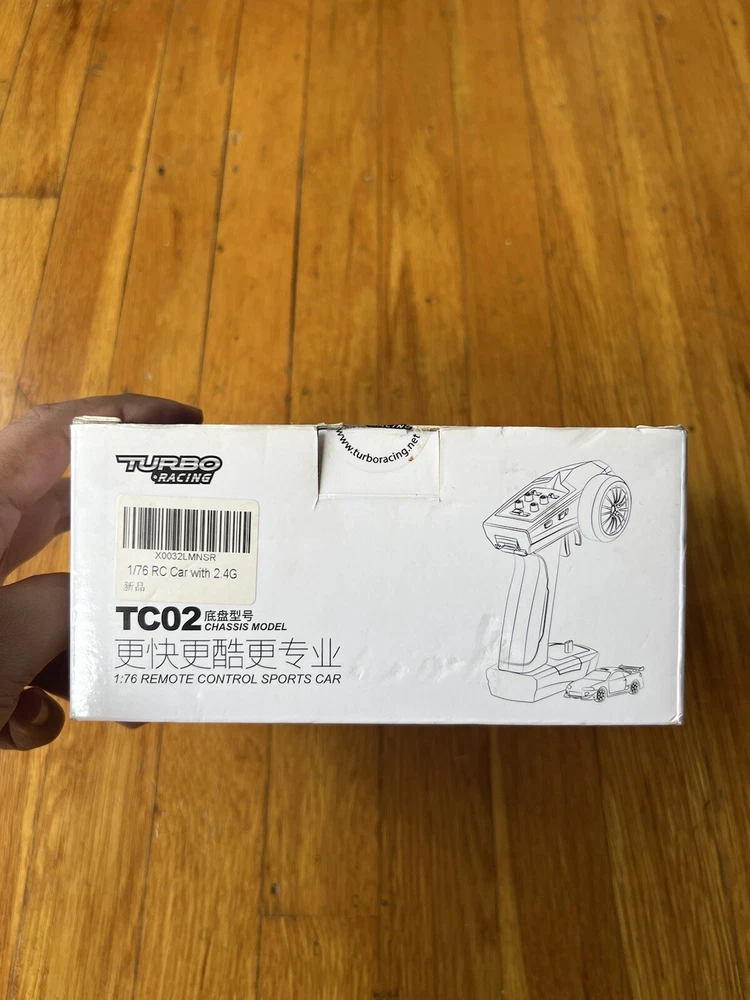 www.turboracing.net
TURBO
RACING
X0032LMNSR
1/76 RC Car with 2.4G
新品
TC02 底盘型号
CHASSIS MODEL
更快更酷更专业
1:76 REMOTE CONTROL SPORTS CAR